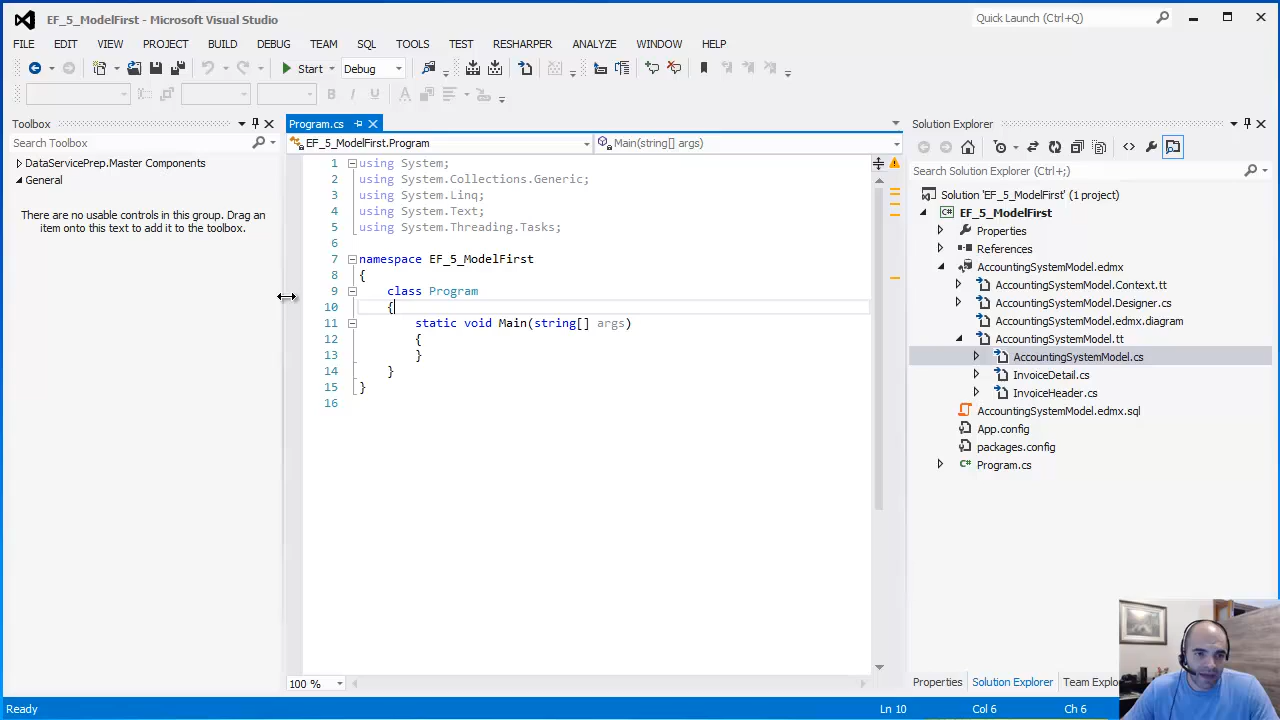 EF_5_ModelFirst - Microsoft Visual Studio
Quick Launch (Ctrl+Q)
FILE EDIT VIEW PROJECT BUILD DEBUG TEAM SQL TOOLS TEST RESHARPER ANALYZE WINDOW HELP
Start Debug
Toolbox
Search Toolbox
DataServicePrep.Master Components
General
There are no usable controls in this group. Drag an
item onto this text to add it to the toolbox.
Program.cs
EF_5_ModelFirst.Program
Main(string[] args)
1 using System;
2 using System.Collections.Generic;
3 using System.Linq;
4 using System.Text;
5 using System.Threading.Tasks;
6
7 namespace EF_5_ModelFirst
8 {
9 class Program
10 {
11 static void Main(string[] args)
12 {
13 }
14 }
15 }
16
100 %
Solution Explorer
Search Solution Explorer (Ctrl+;)
Solution 'EF_5_ModelFirst' (1 project)
EF_5_ModelFirst
Properties
References
AccountingSystemModel.edmx
AccountingSystemModel.Context.tt
AccountingSystemModel.Designer.cs
AccountingSystemModel.edmx.diagram
AccountingSystemModel.tt
AccountingSystemModel.cs
InvoiceDetail.cs
InvoiceHeader.cs
AccountingSystemModel.edmx.sql
App.config
packages.config
Program.cs
Properties Solution Explorer Team Explo
Ready
Ln 10 Col 6 Ch 6